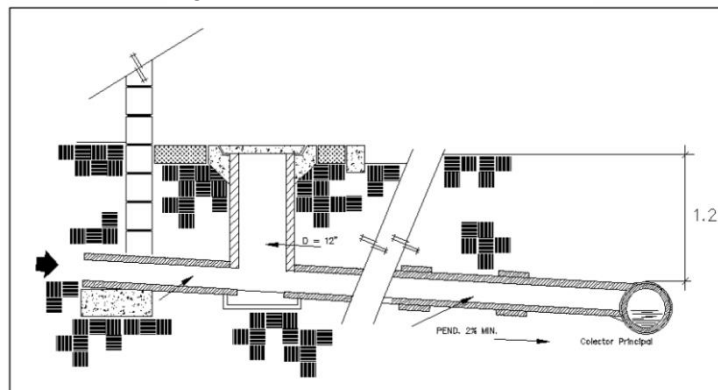 D = 12"
1.2
PEND. 2% MIN.
Colector Principal